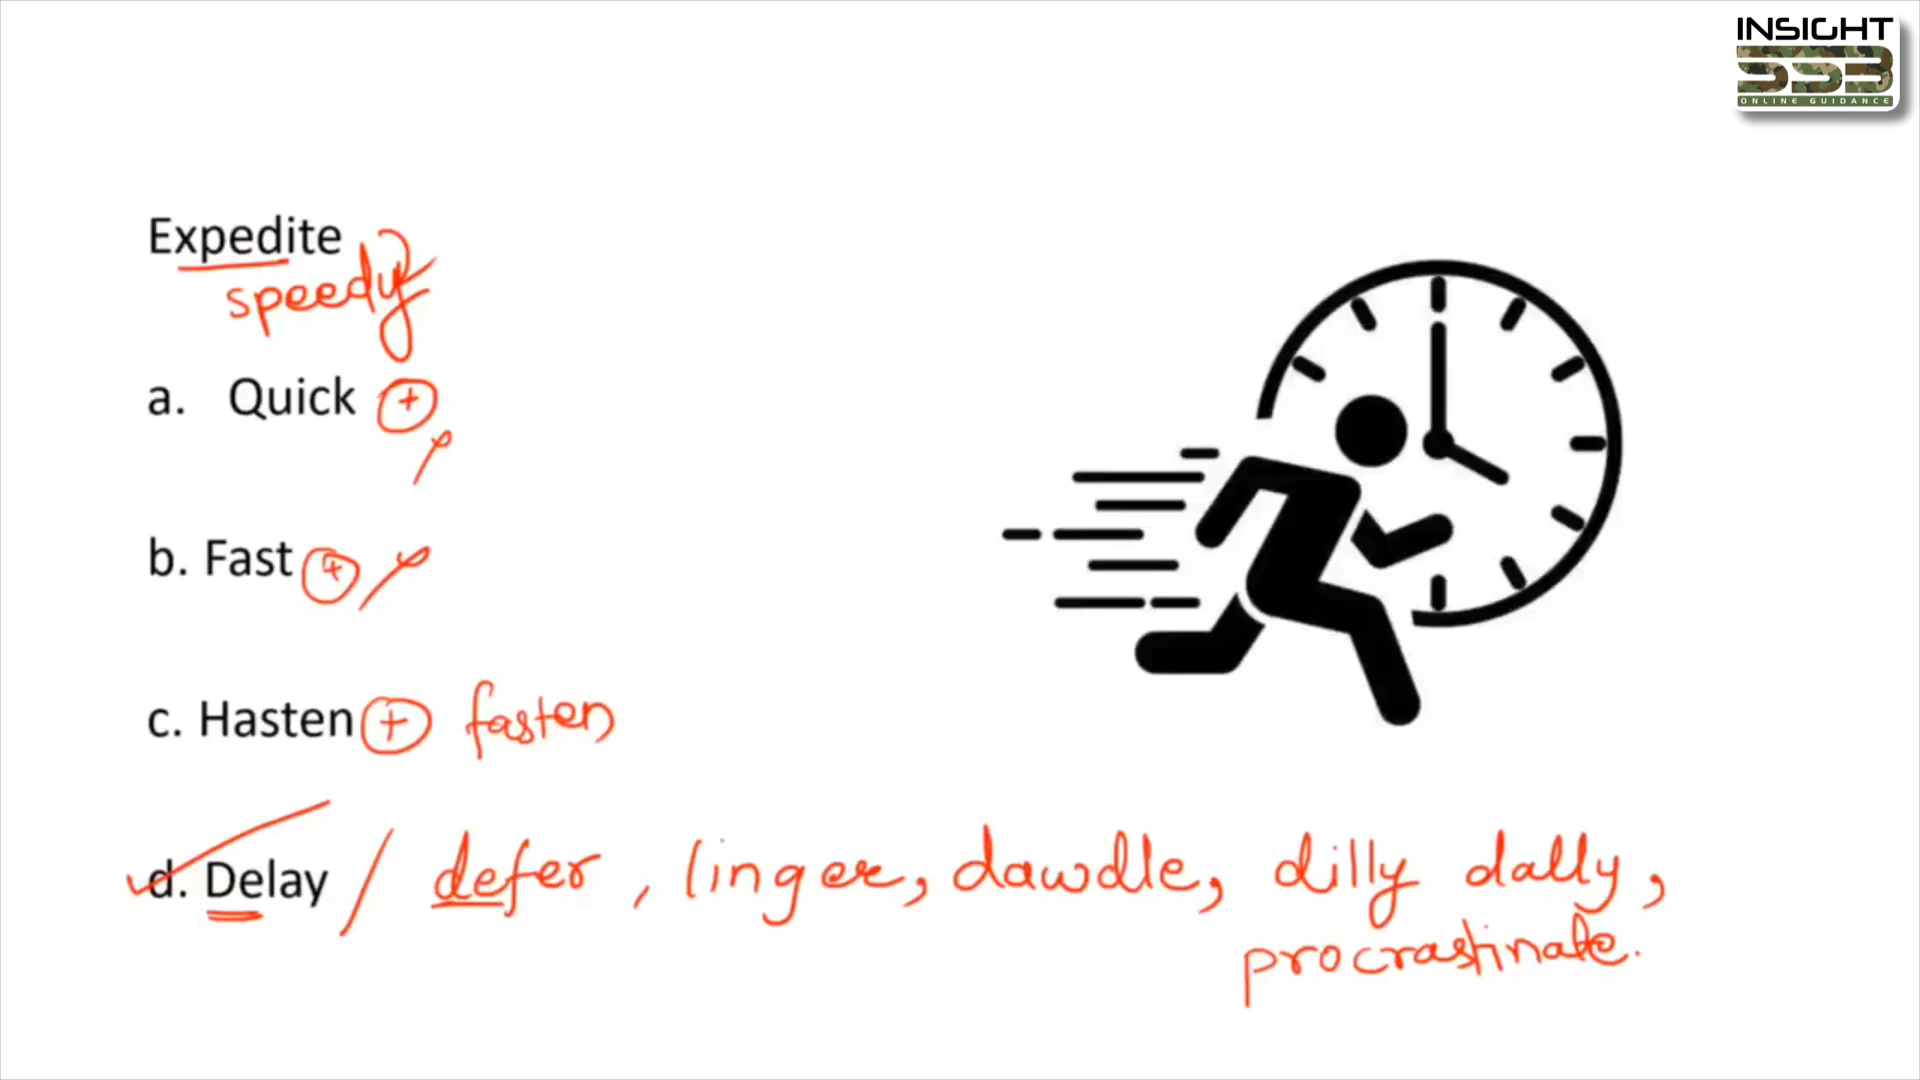 INSIGHT
SSB
ONLINE GUIDANCE
Expedite
speedy
a. Quick +
b. Fast +
c. Hasten + fasten
d. Delay / defer, linger, dawdle, dilly dally,
procrastinate.